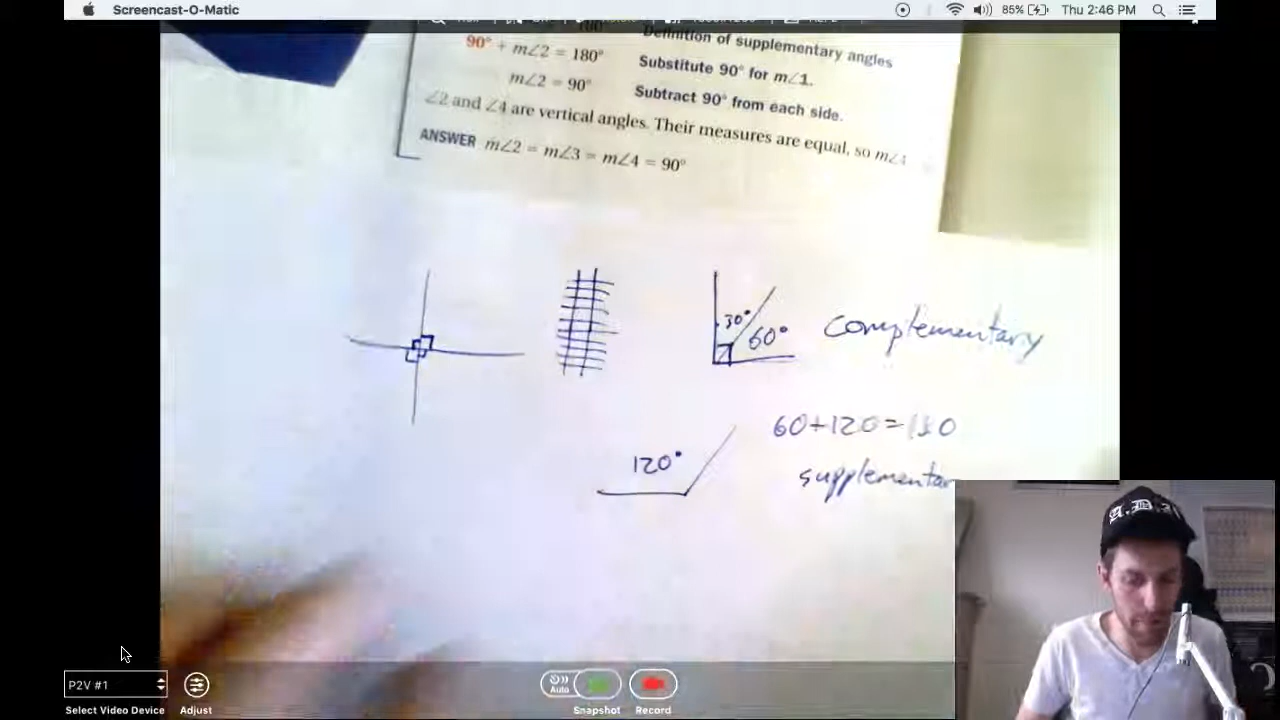 Screencast-O-Matic
85%
Thu 2:46 PM
Definition of supplementary angles
90° + m∠2 = 180°
Substitute 90° for m∠1.
m∠2 = 90°
Subtract 90° from each side.
∠2 and ∠4 are vertical angles. Their measures are equal, so m∠4
ANSWER m∠2 = m∠3 = m∠4 = 90°
30°
60°
complementary
60+120=180
120°
supplementar
P2V #1
Auto
Select Video Device
Adjust
Snapshot
Record